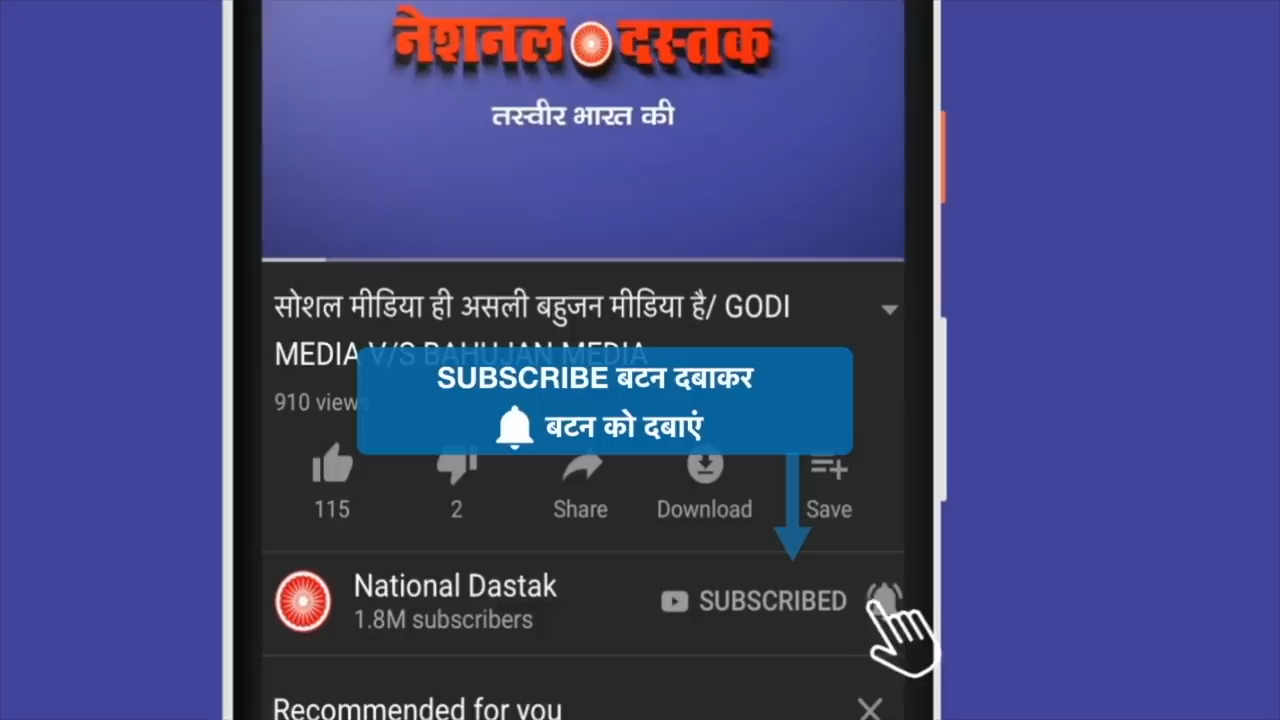 नेशनल दस्तक
तस्वीर भारत की
सोशल मीडिया ही असली बहुजन मीडिया है/ GODI
MEDIA V/S BAHUJAN MEDIA
910 views
SUBSCRIBE बटन दबाकर
बटन को दबाएं
115
2
Share
Download
Save
National Dastak
SUBSCRIBED
1.8M subscribers
Recommended for you